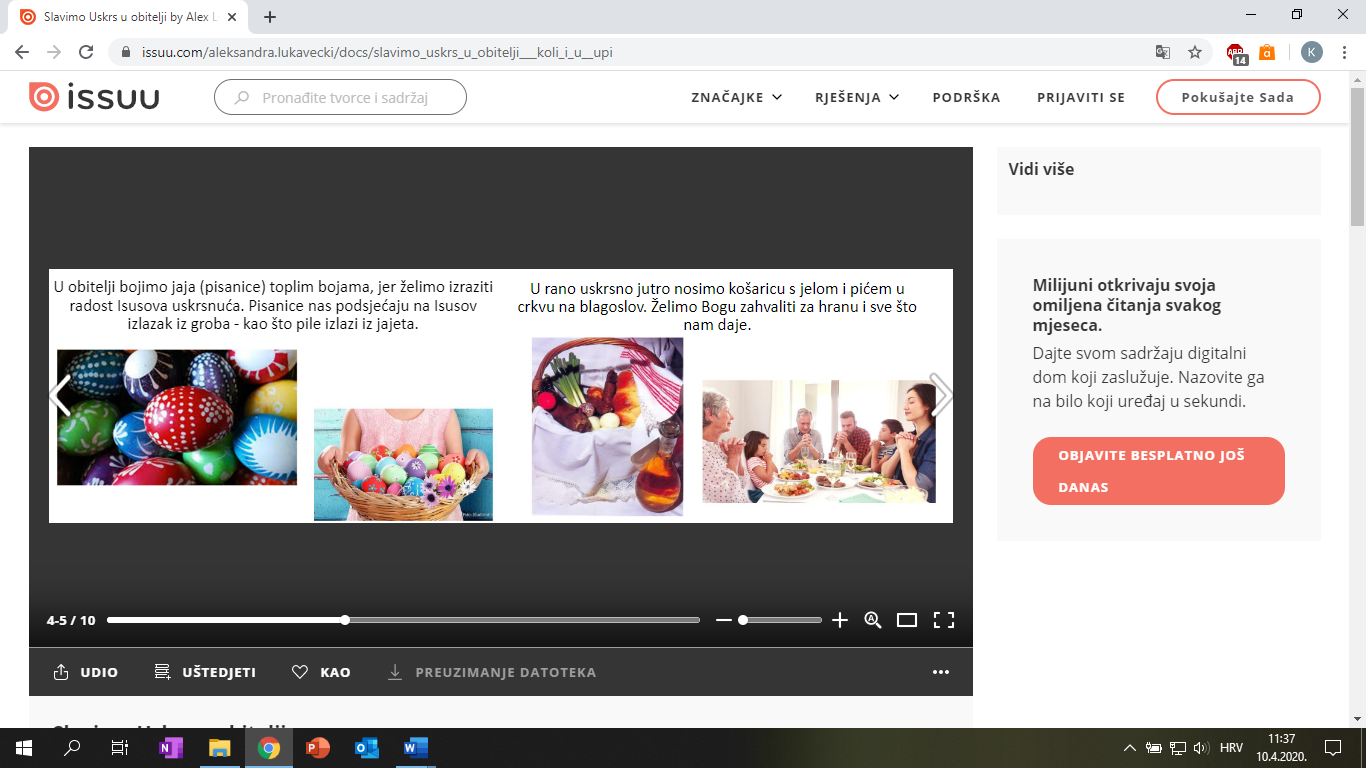 Slavimo Uskrs u obitelji by Alex L
issuu.com/aleksandra.lukavecki/docs/slavimo_uskrs_u_obitelji___koli_i_u__upi
14
K
issuu
Pronađite tvorce i sadržaj
ZNAČAJKE
RJEŠENJA
PODRŠKA
PRIJAVITI SE
Pokušajte Sada
U obitelji bojimo jaja (pisanice) toplim bojama, jer želimo izraziti
radost Isusova uskrsnuća. Pisanice nas podsjećaju na Isusov
izlazak iz groba - kao što pile izlazi iz jajeta.
U rano uskrsno jutro nosimo košaricu s jelom i pićem u
crkvu na blagoslov. Želimo Bogu zahvaliti za hranu i sve što
nam daje.
4-5 / 10
UDIO
UŠTEDJETI
KAO
PREUZIMANJE DATOTEKA
Vidi više
Milijuni otkrivaju svoja
omiljena čitanja svakog
mjeseca.
Dajte svom sadržaju digitalni
dom koji zaslužuje. Nazovite ga
na bilo koji uređaj u sekundi.
OBJAVITE BESPLATNO JOŠ
DANAS
HRV
11:37
10.4.2020.